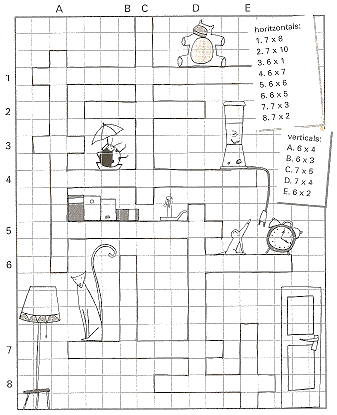 A B C D E
horitzontals:
1. 7 x 8
2. 7 x 10
3. 6 x 1
4. 6 x 7
5. 6 x 6
6. 6 x 5
7. 7 x 3
8. 7 x 2
verticals:
A. 6 x 4
B. 6 x 3
C. 7 x 5
D. 7 x 4
E. 6 x 2
1
2
3
4
5
6
7
8